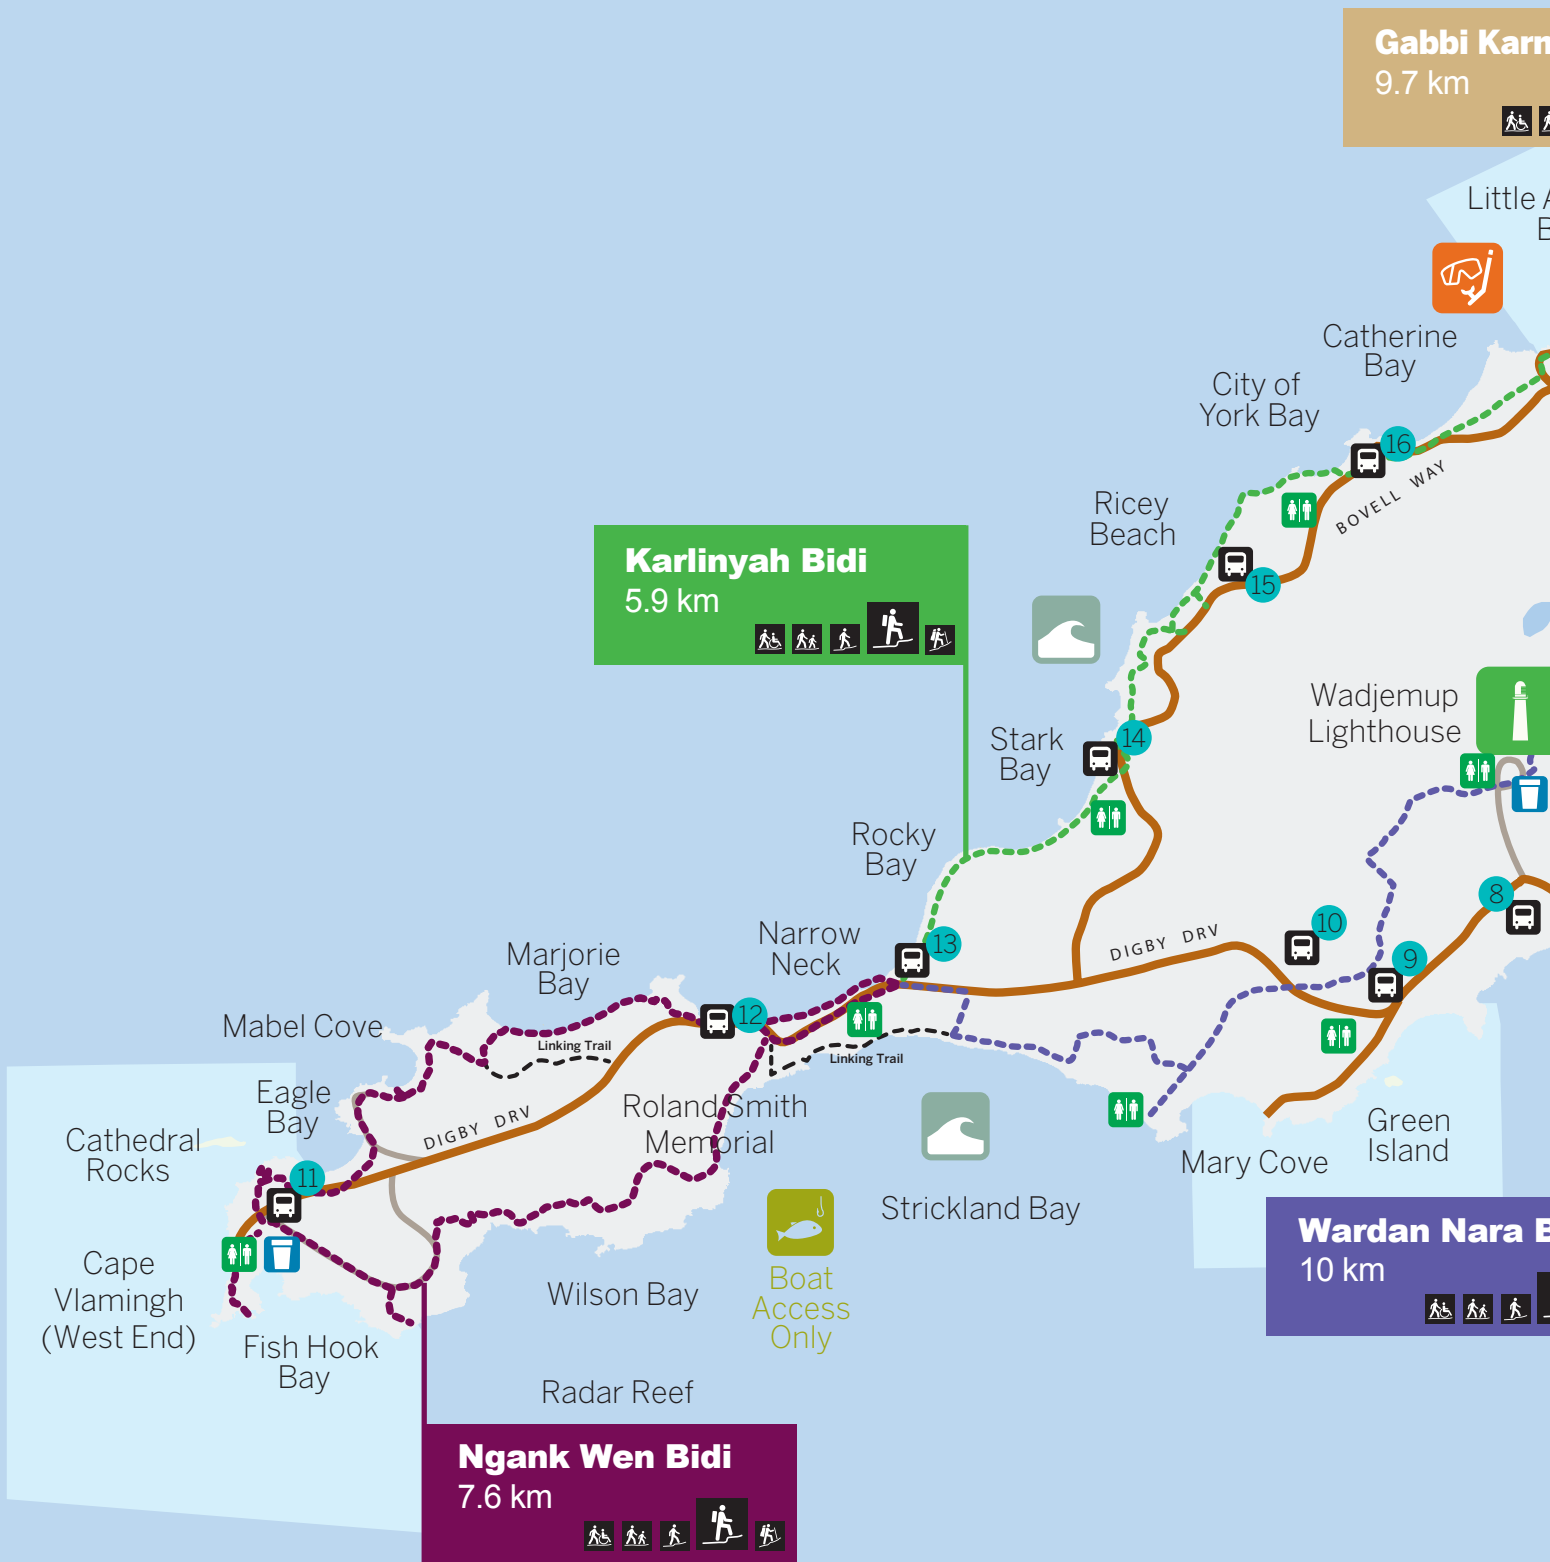 Gabbi Karn
9.7 km
Little
Catherine
Bay
City of
York Bay
16
BOVELL WAY
Ricey
Beach
15
Karlinyah Bidi
5.9 km
Wadjemup
Lighthouse
Stark
Bay
14
Rocky
Bay
8
10
9
DIGBY DRV
13
Narrow
Neck
Marjorie
Bay
12
Mabel Cove
Linking Trail
Linking Trail
Eagle
Bay
DIGBY DRV
Roland Smith
Memorial
Cathedral
Rocks
11
Green
Island
Mary Cove
Strickland Bay
Wardan Nara
10 km
Cape
Vlamingh
(West End)
Wilson Bay
Boat
Access
Only
Fish Hook
Bay
Radar Reef
Ngank Wen Bidi
7.6 km